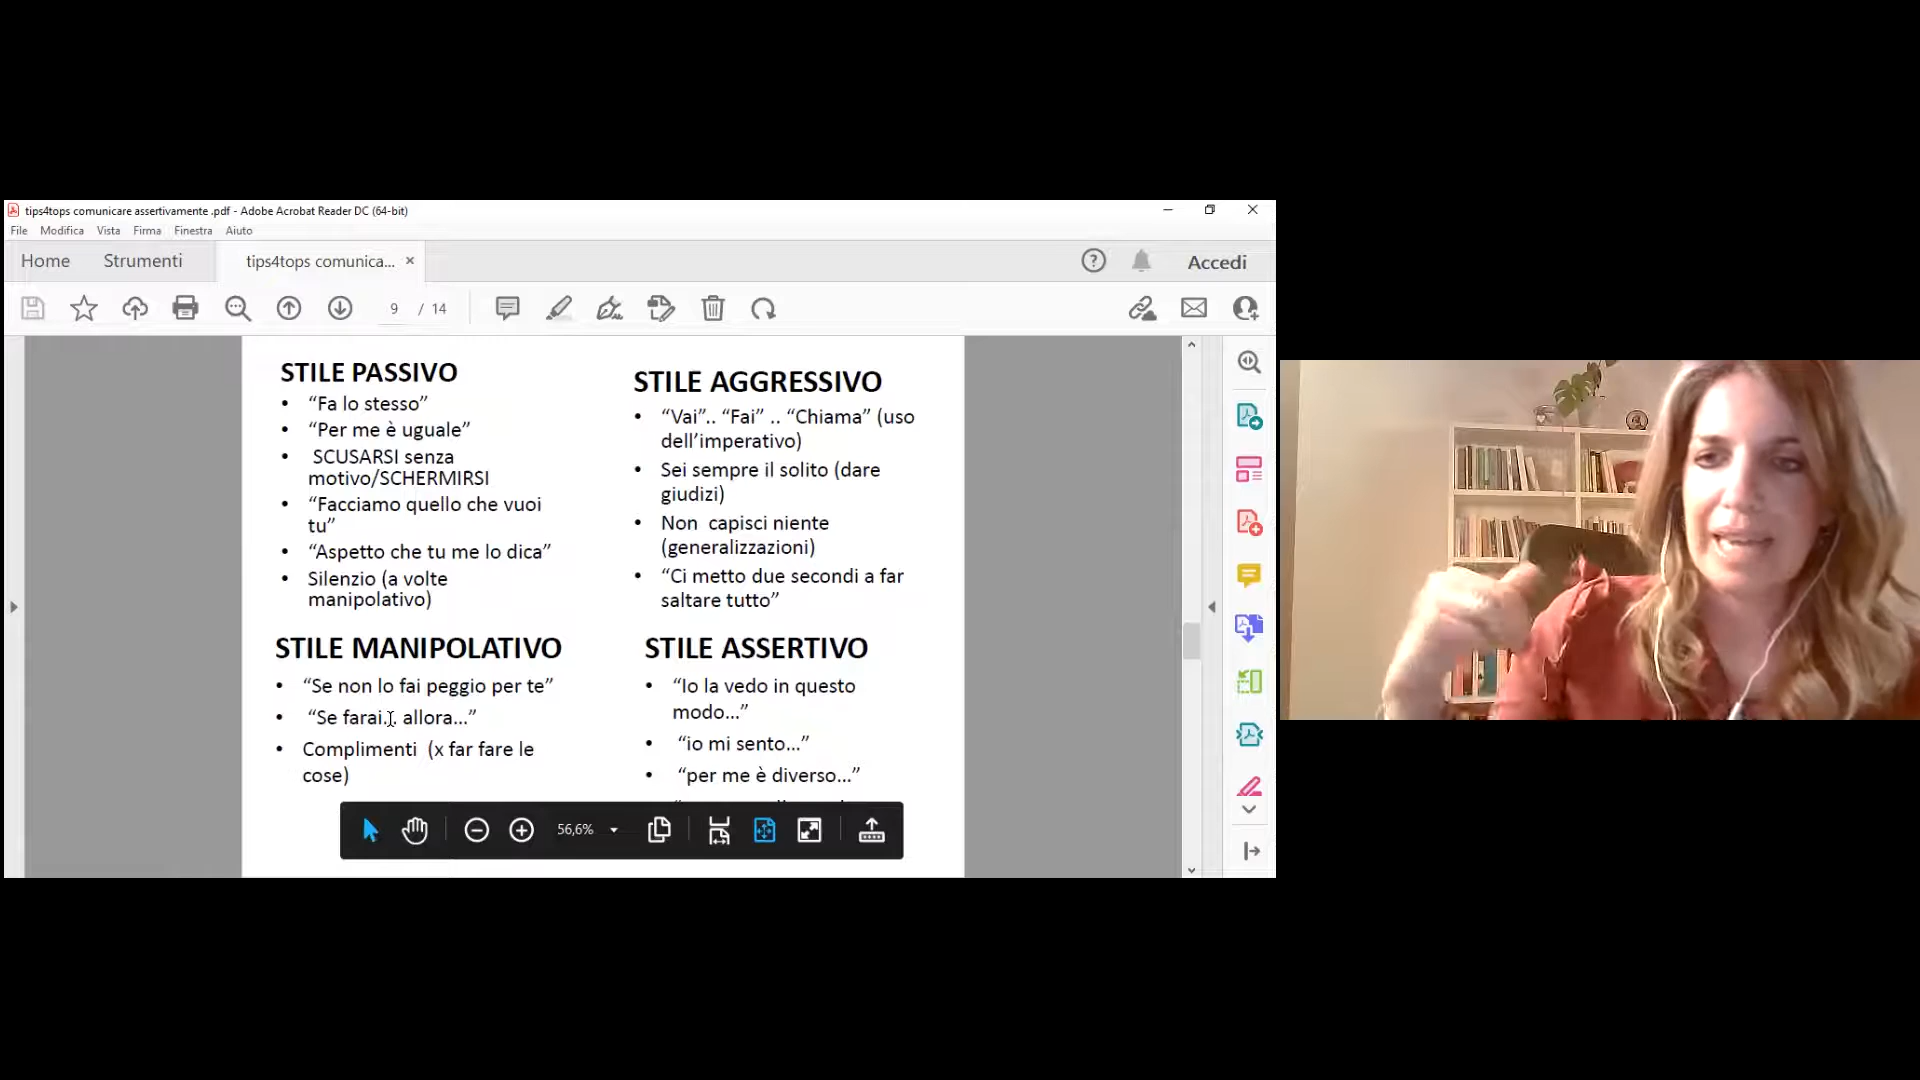 tips4tops comunicare assertivamente .pdf - Adobe Acrobat Reader DC (64-bit)
File Modifica Vista Firma Finestra Aiuto
Home Strumenti tips4tops comunica... × Accedi
9 / 14
STILE PASSIVO
• “Fa lo stesso”
• “Per me è uguale”
• SCUSARSI senza
motivo/SCHERMIRSI
• “Facciamo quello che vuoi
tu”
• “Aspetto che tu me lo dica”
• Silenzio (a volte
manipolativo)
STILE AGGRESSIVO
• “Vai”.. “Fai” .. “Chiama” (uso
dell’imperativo)
• Sei sempre il solito (dare
giudizi)
• Non capisci niente
(generalizzazioni)
• “Ci metto due secondi a far
saltare tutto”
STILE MANIPOLATIVO
• “Se non lo fai peggio per te”
• “Se farai.. allora...”
• Complimenti (x far fare le
cose)
STILE ASSERTIVO
• “Io la vedo in questo
modo...”
• “io mi sento...”
• “per me è diverso...”
56,6%